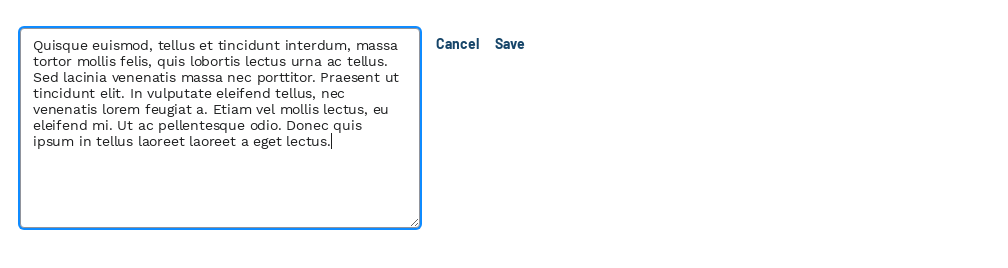 Quisque euismod, tellus et tincidunt interdum, massa
tortor mollis felis, quis lobortis lectus urna ac tellus.
Sed lacinia venenatis massa nec porttitor. Praesent ut
tincidunt elit. In vulputate eleifend tellus, nec
venenatis lorem feugiat a. Etiam vel mollis lectus, eu
eleifend mi. Ut ac pellentesque odio. Donec quis
ipsum in tellus laoreet laoreet a eget lectus.
Cancel Save